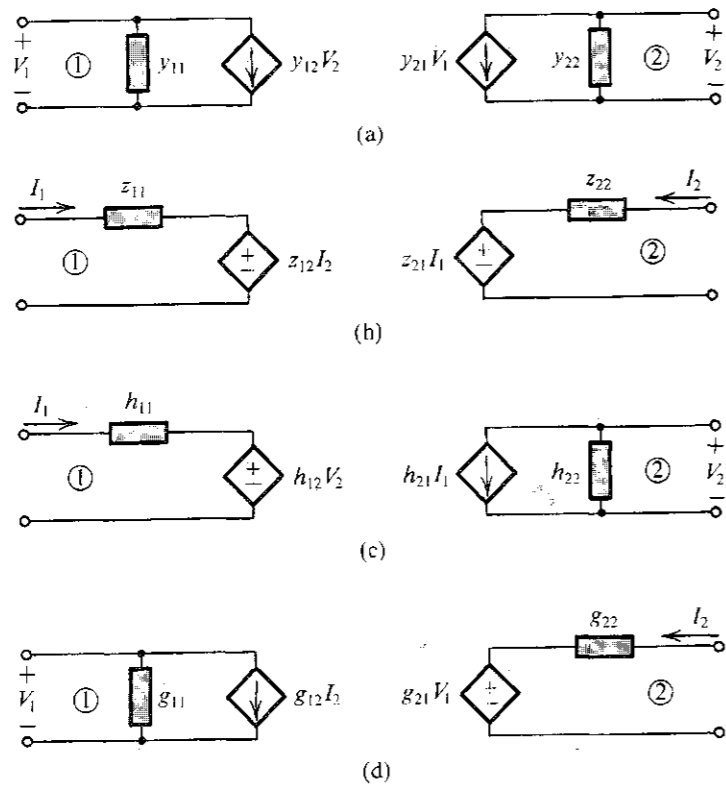 + V₁ − ① y₁₁ y₁₂V₂ y₂₁V₁ y₂₂ ② + V₂ −
(a)
I₁ z₁₁ z₂₂ I₂
① + − z₁₂I₂ z₂₁I₁ + − ②
(b)
I₁ h₁₁
① + − h₁₂V₂ h₂₁I₁ h₂₂ ② + V₂ −
(c)
g₂₂ I₂
+ V₁ − ① g₁₁ g₁₂I₂ g₂₁V₁ + − ②
(d)